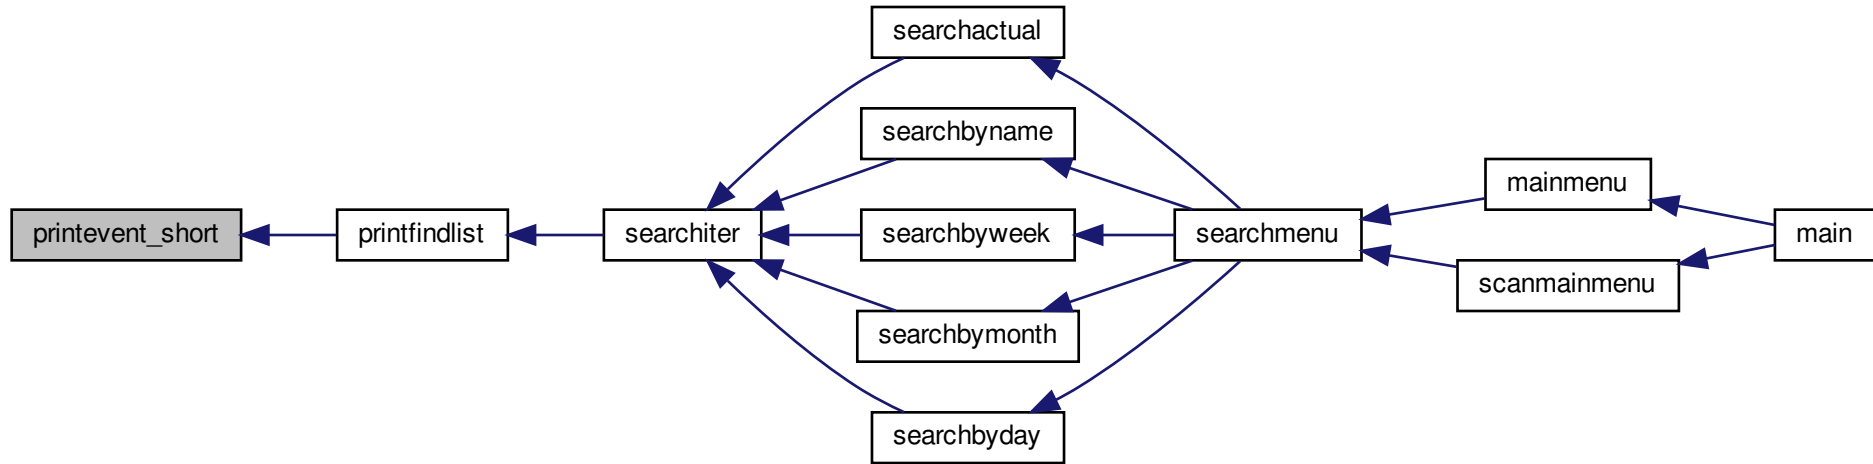 printevent_short
printfindlist
searchiter
searchactual
searchbyname
searchbyweek
searchbymonth
searchbyday
searchmenu
mainmenu
scanmainmenu
main